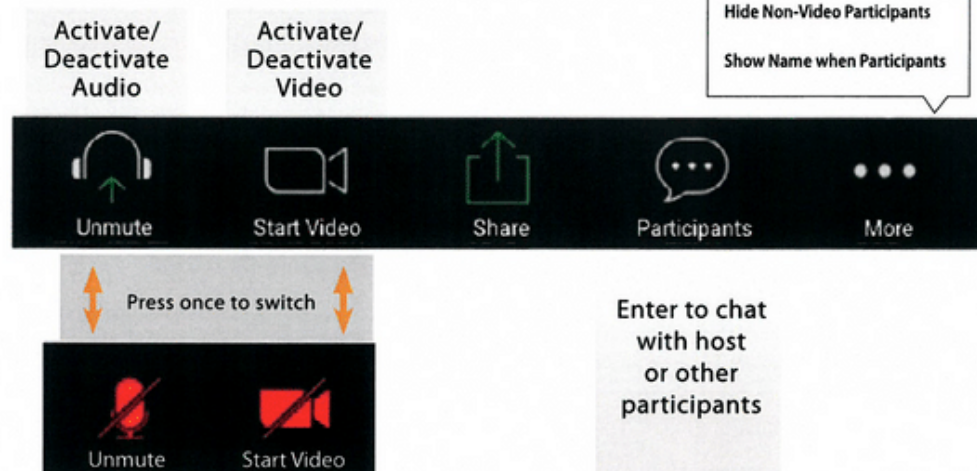 Hide Non-Video Participants
Show Name when Participants
Activate/
Deactivate
Audio
Activate/
Deactivate
Video
Unmute
Start Video
Share
Participants
More
Press once to switch
Enter to chat
with host
or other
participants
Unmute
Start Video